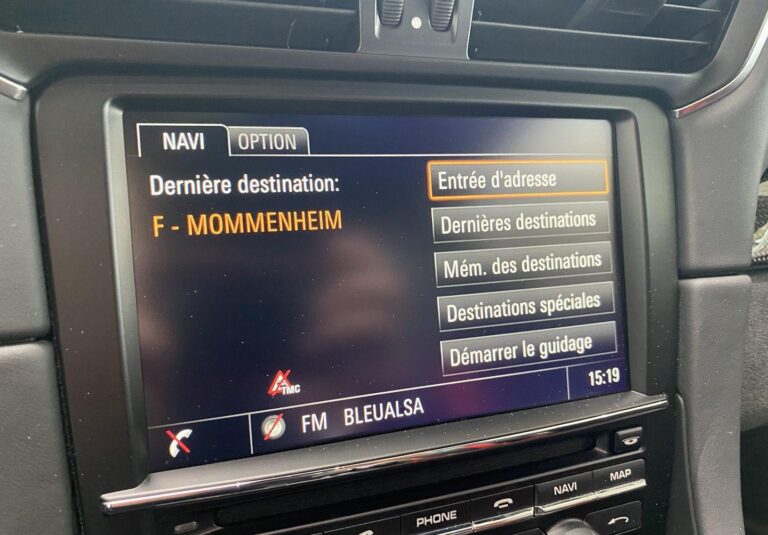 NAVI OPTION
Dernière destination:
F - MOMMENHEIM
Entrée d'adresse
Dernières destinations
Mém. des destinations
Destinations spéciales
Démarrer le guidage
TMC
FM BLEUALSA
15:19
PHONE
NAVI
MAP